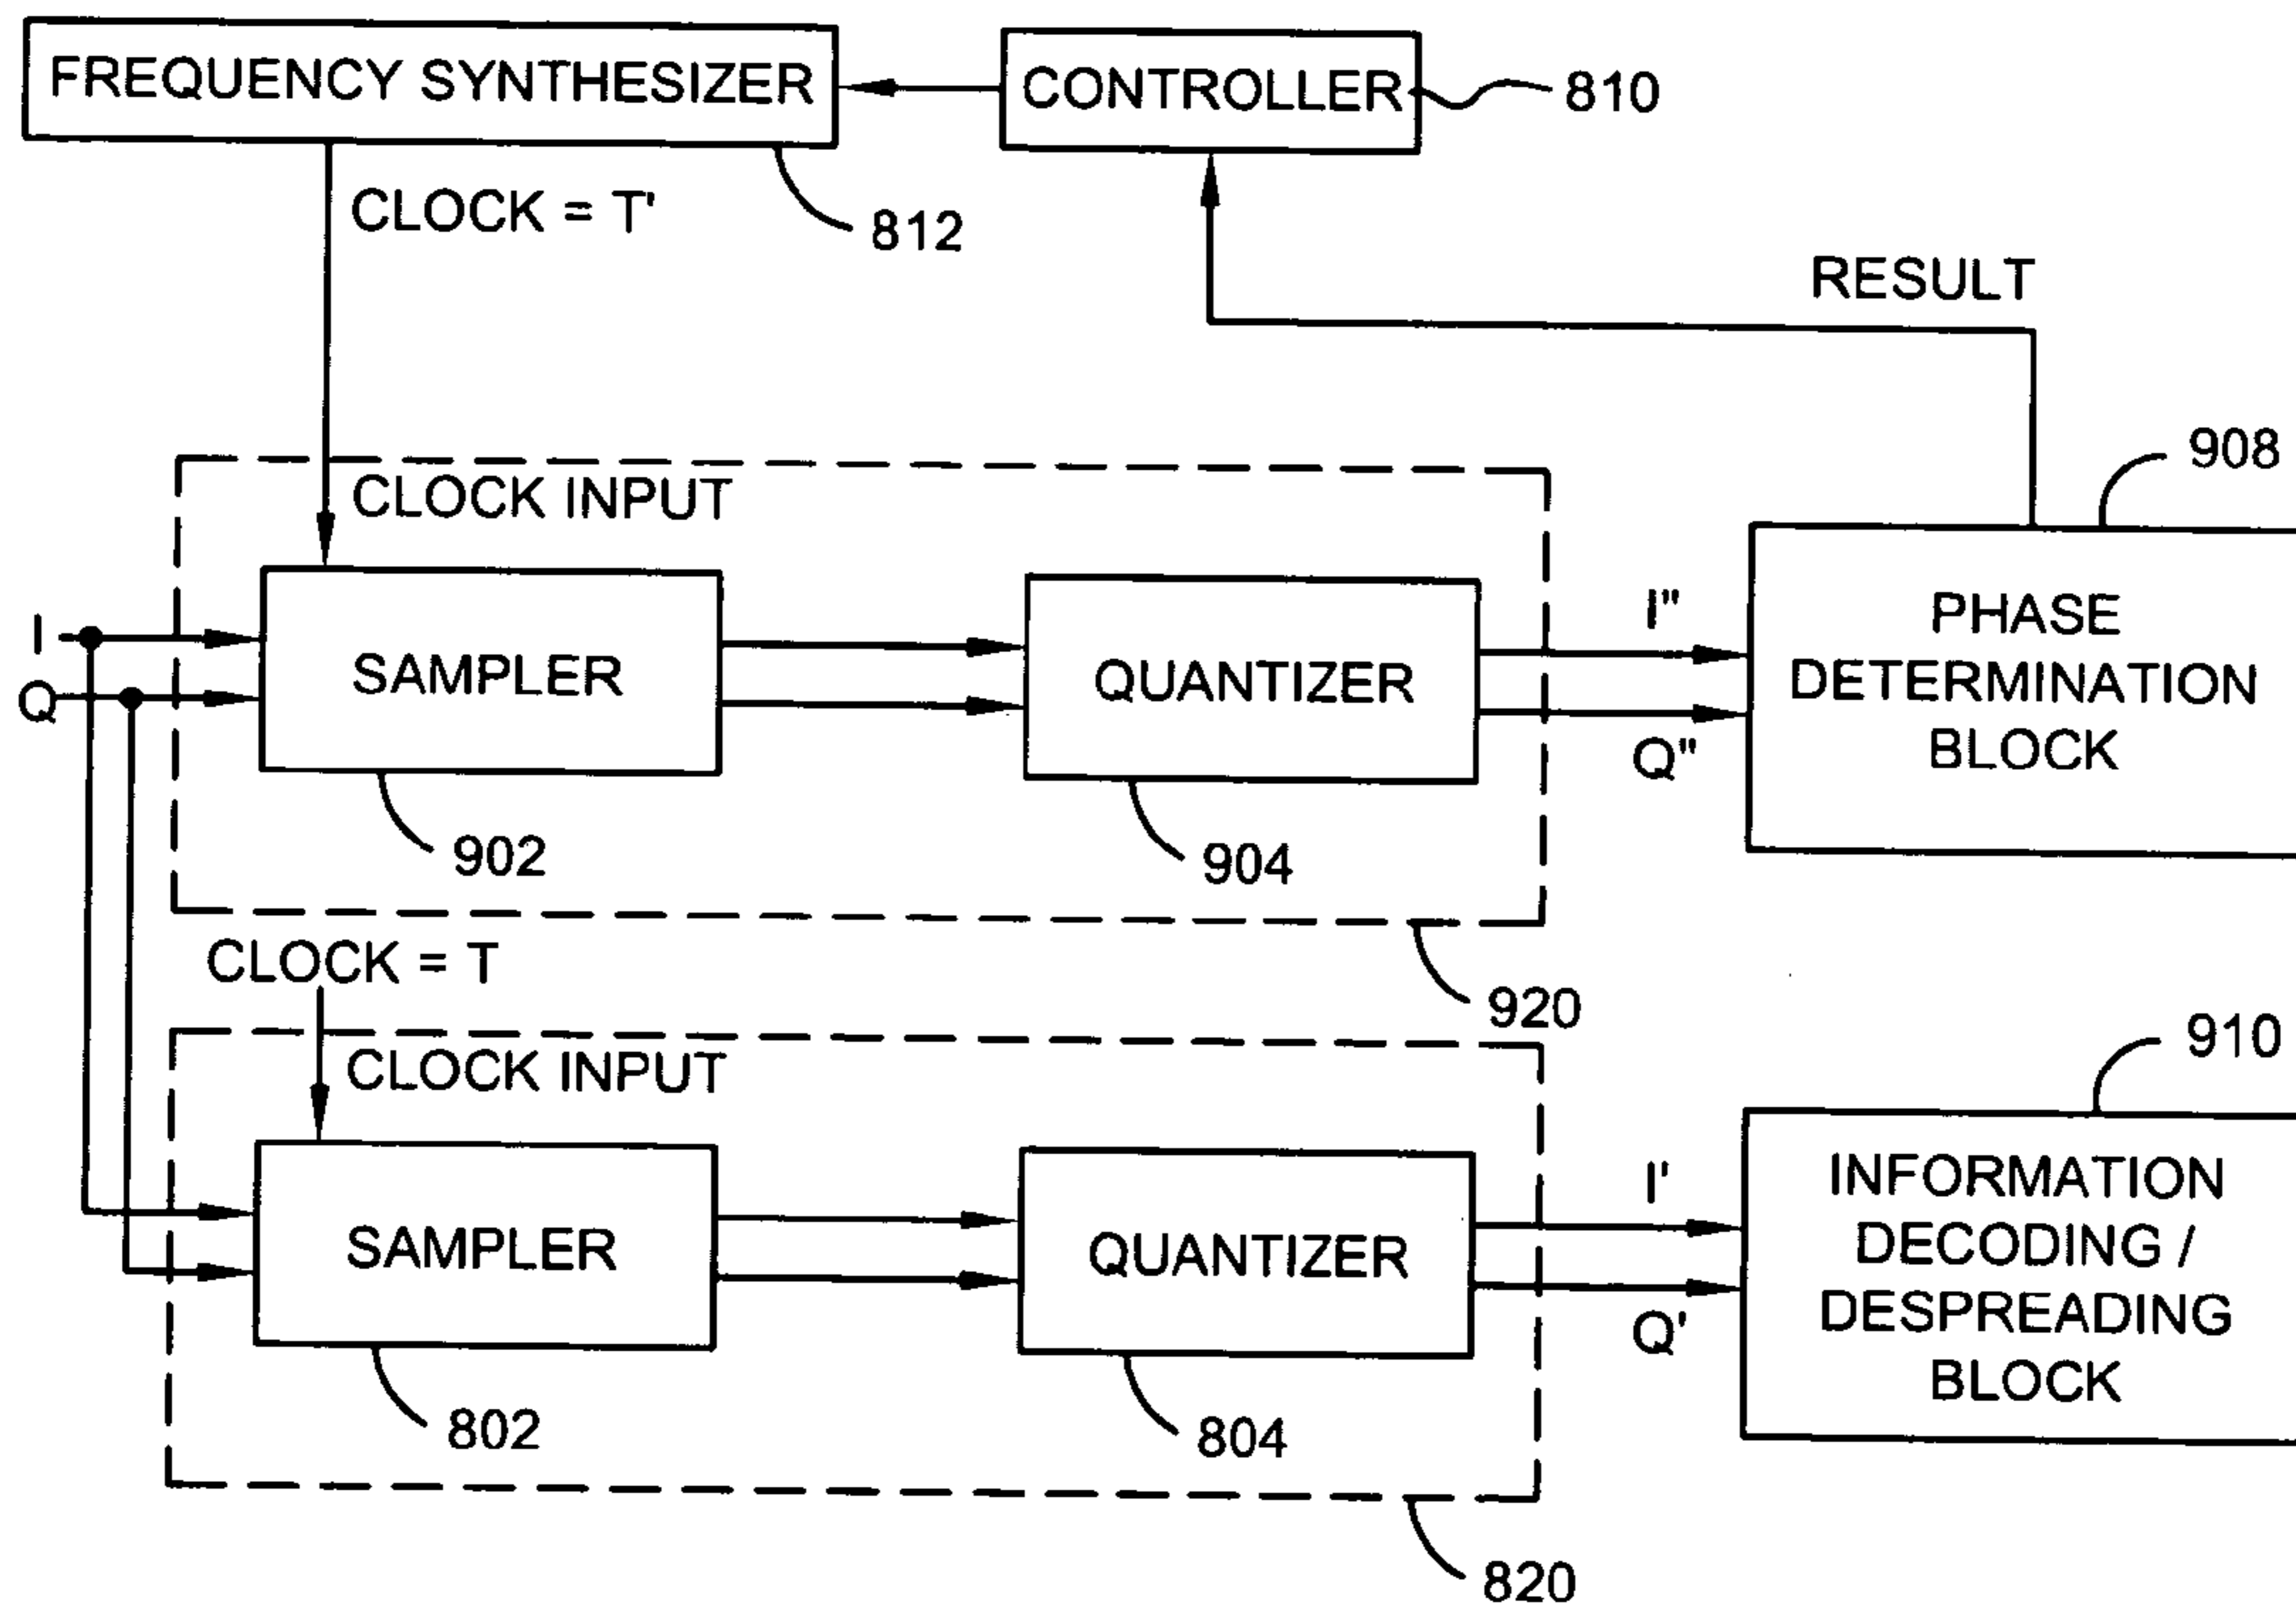 FREQUENCY SYNTHESIZER
CONTROLLER
810
CLOCK = T'
812
RESULT
908
CLOCK INPUT
I
Q
SAMPLER
QUANTIZER
I"
Q"
PHASE
DETERMINATION
BLOCK
902
904
920
CLOCK = T
910
CLOCK INPUT
SAMPLER
QUANTIZER
I'
Q'
INFORMATION
DECODING /
DESPREADING
BLOCK
802
804
820